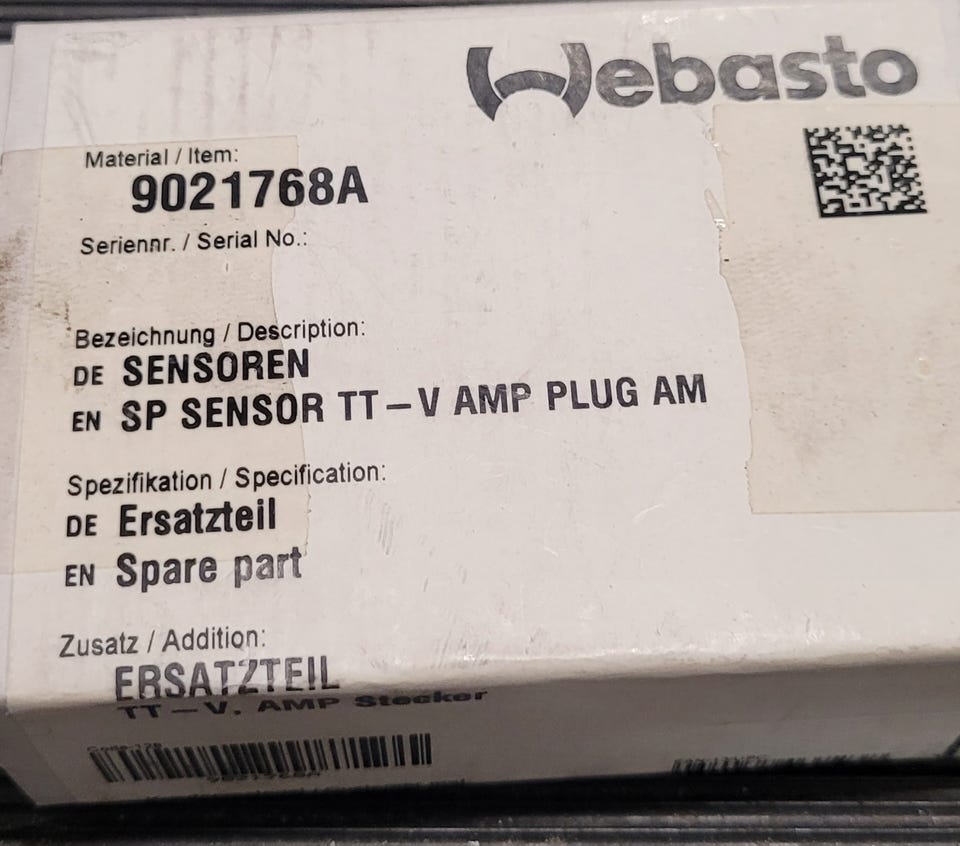 Webasto
Material / Item:
9021768A
Seriennr. / Serial No.:
Bezeichnung / Description:
DE SENSOREN
EN SP SENSOR TT-V AMP PLUG AM
Spezifikation / Specification:
DE Ersatzteil
EN Spare part
Zusatz / Addition:
ERSATZTEIL
TT-V. AMP Stecker
9021768A